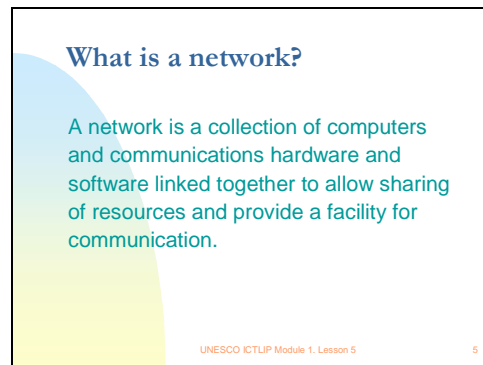 What is a network?
A network is a collection of computers
and communications hardware and
software linked together to allow sharing
of resources and provide a facility for
communication.
UNESCO ICTLIP Module 1. Lesson 5
5